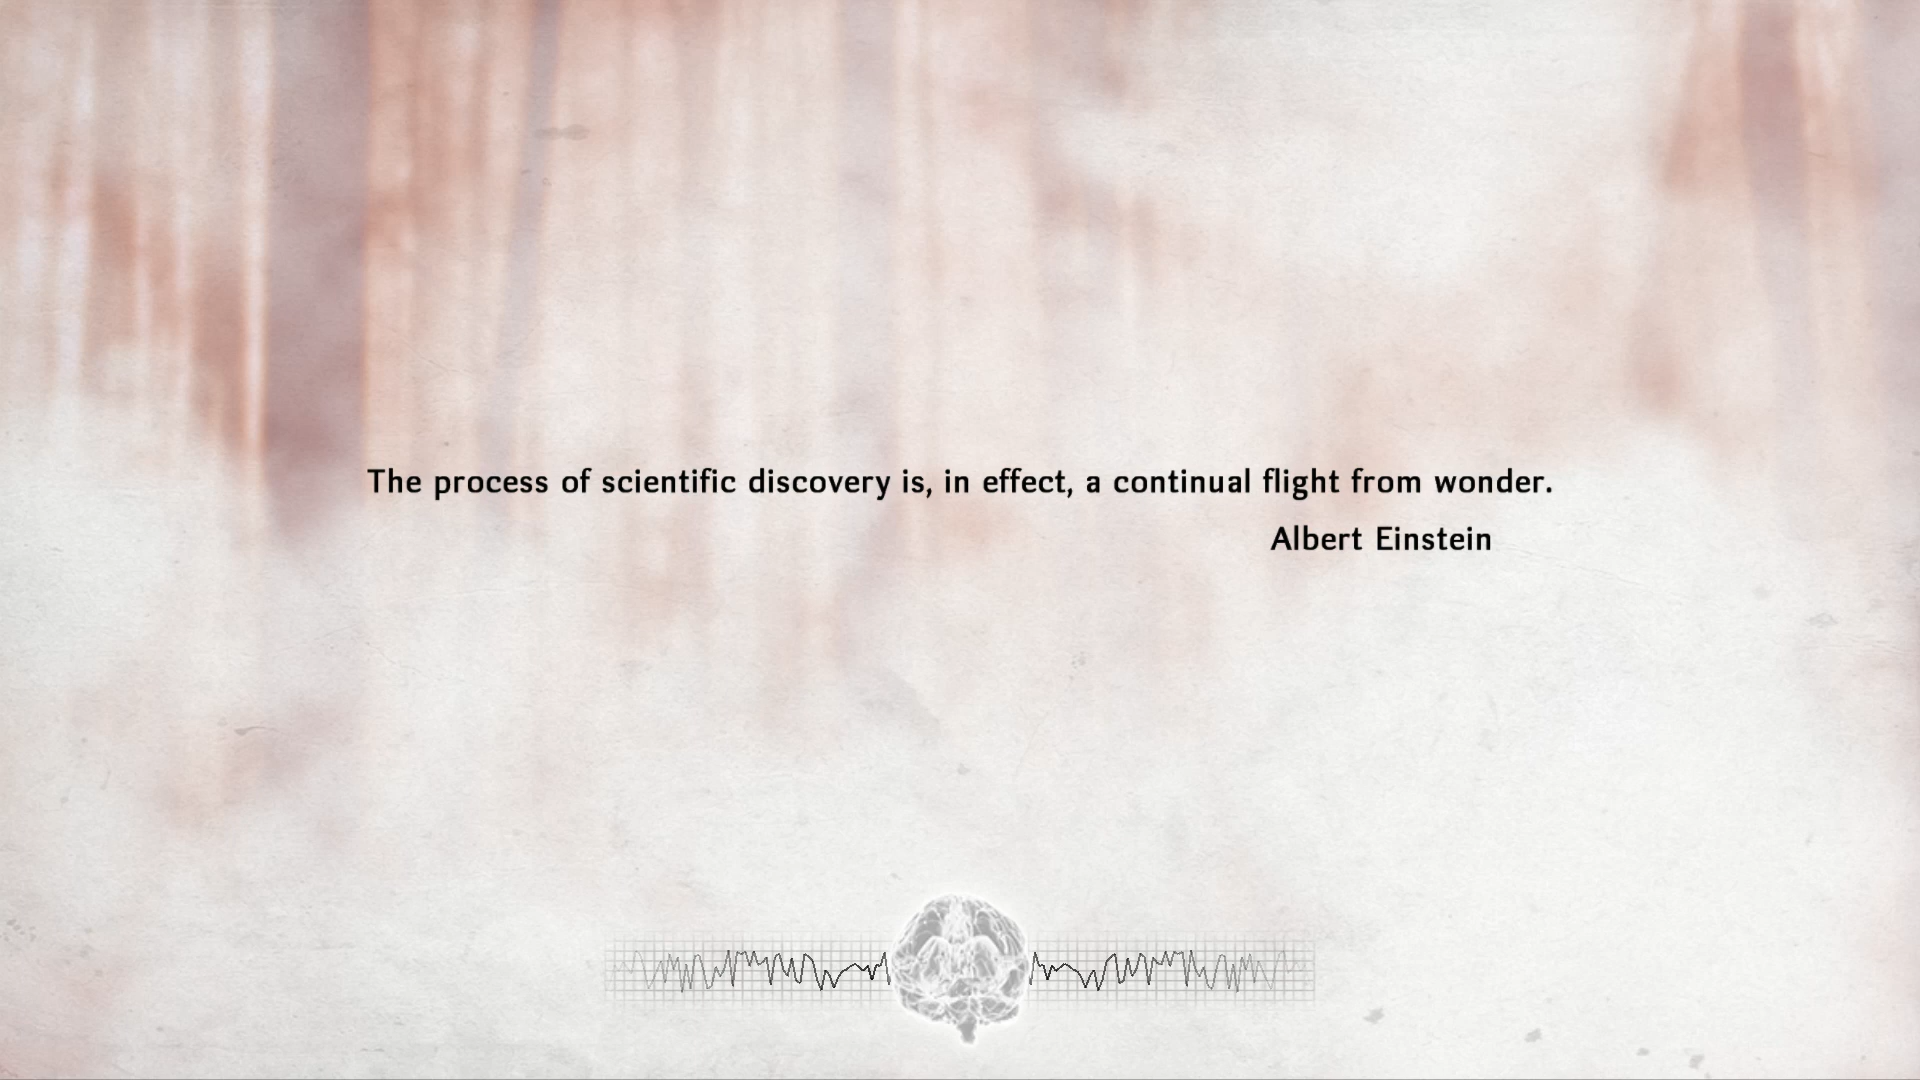 The process of scientific discovery is, in effect, a continual flight from wonder.
Albert Einstein